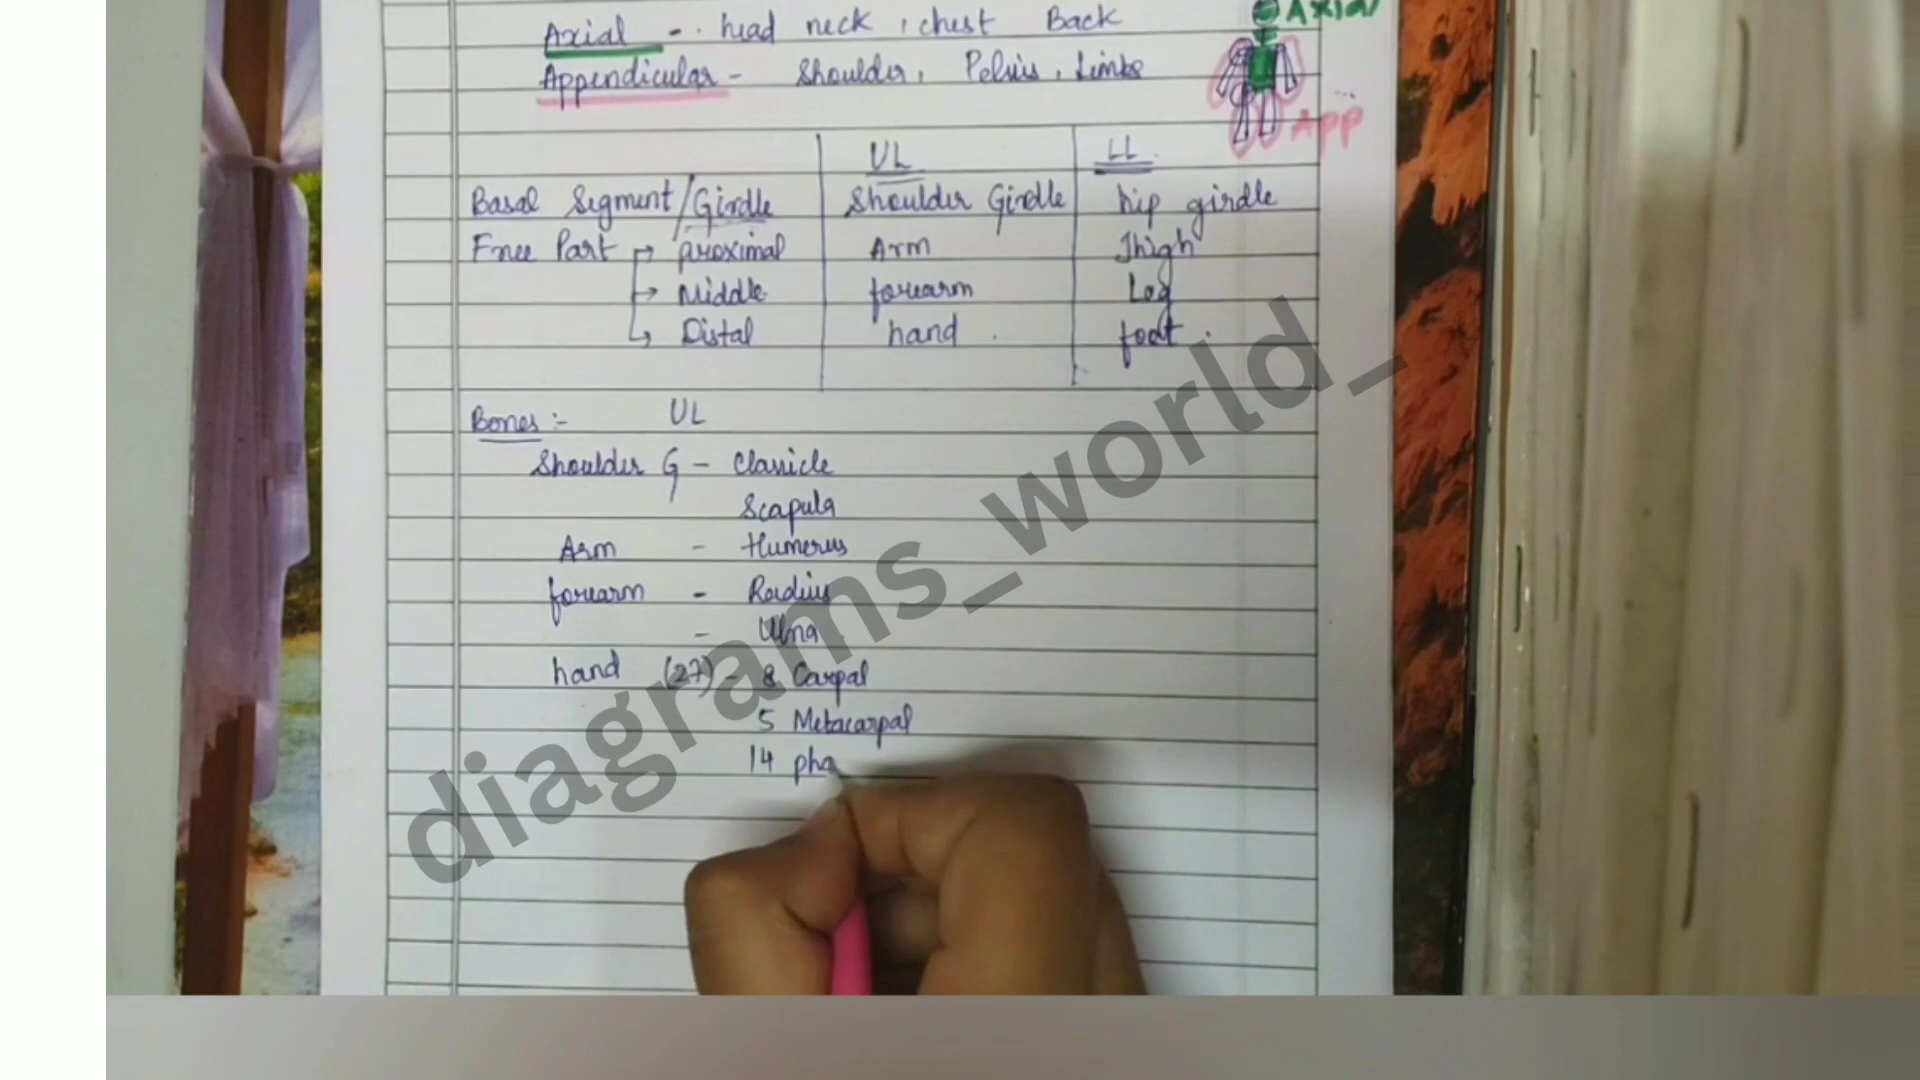 Axial - head neck, chest Back
Axial
Appendicular - Shoulder, Pelvis, Limbs
App
UL LL
Basal Segment/Girdle Shoulder Girdle hip girdle
Free Part → proximal Arm Thigh
→ Middle forearm Leg
→ Distal hand foot
Bones :- UL
Shoulder G - Clavicle
Scapula
Arm - Humerus
forearm - Radius
- Ulna
hand (27) - 8 Carpal
5 Metacarpal
14 pha
diagrams_world_